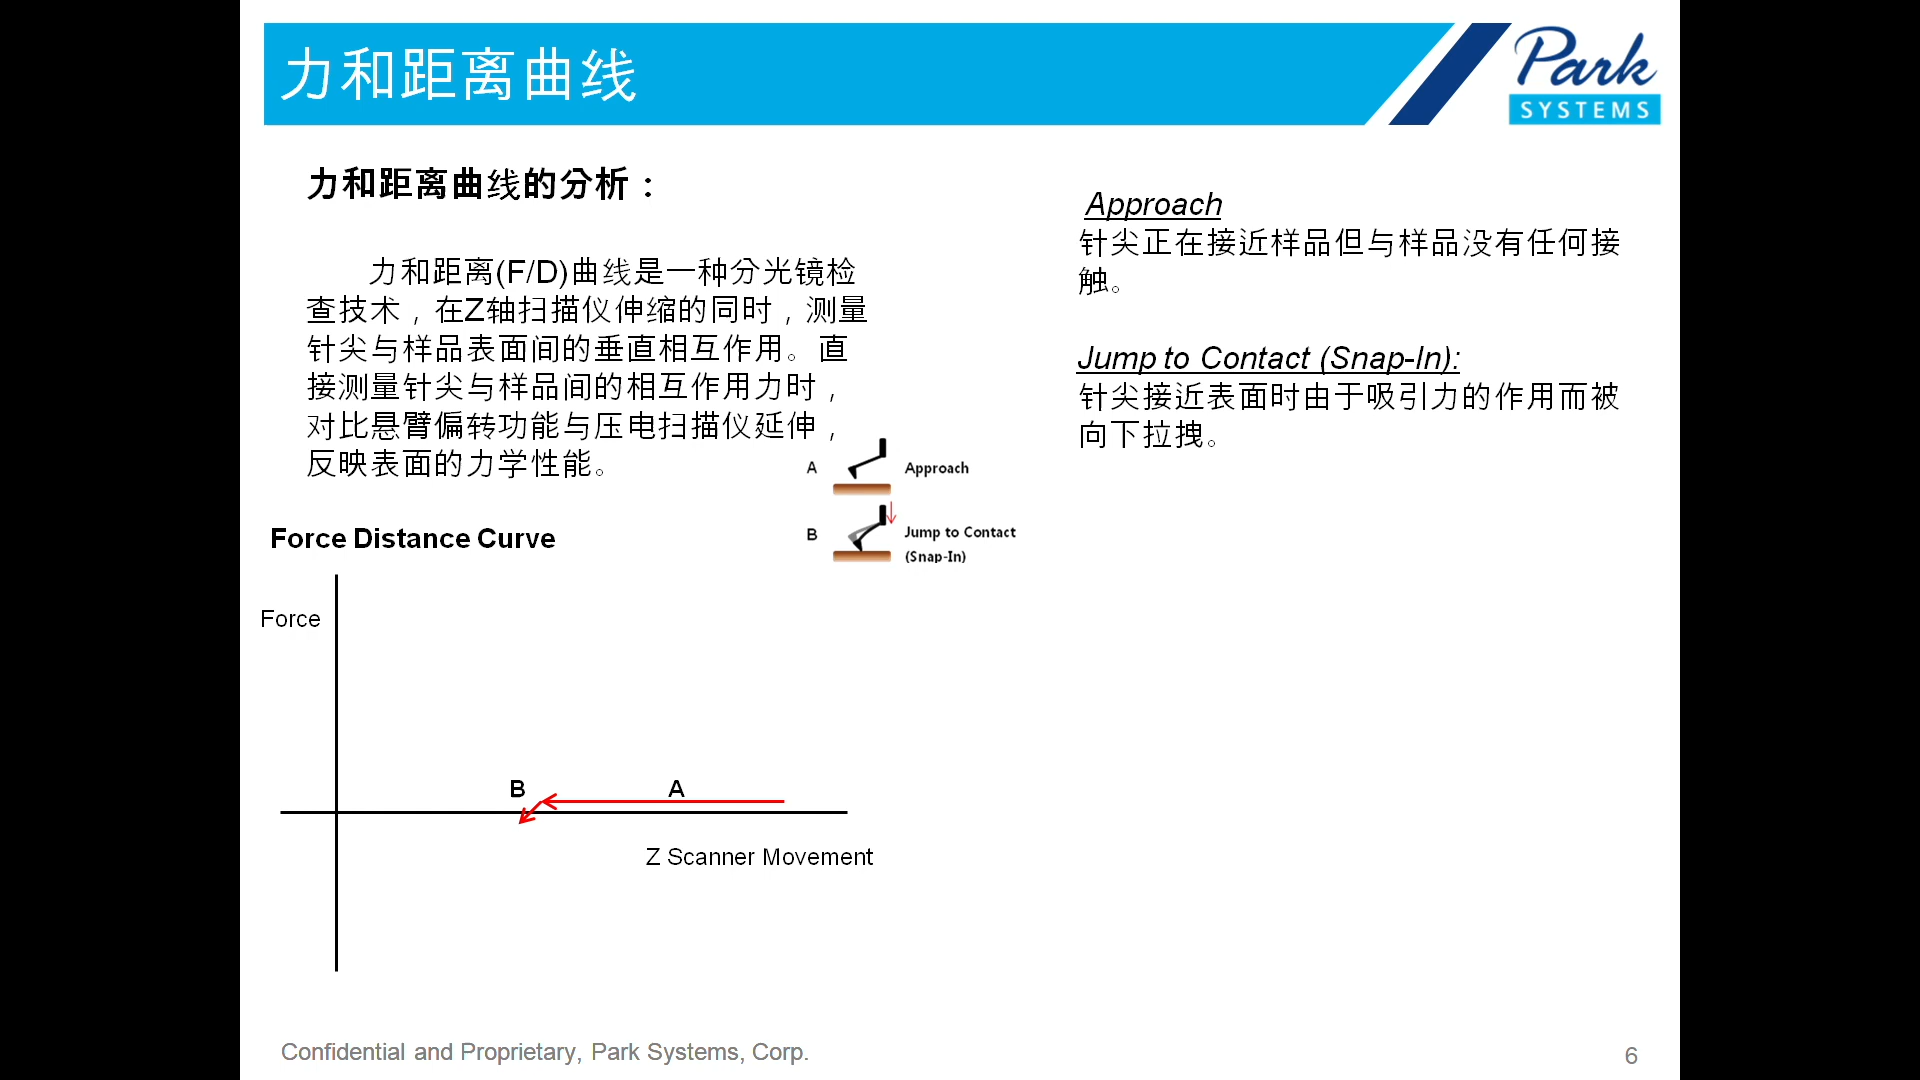 力和距离曲线
Park
SYSTEMS
力和距离曲线的分析：
力和距离(F/D)曲线是一种分光镜检
查技术，在Z轴扫描仪伸缩的同时，测量
针尖与样品表面间的垂直相互作用。直
接测量针尖与样品间的相互作用力时，
对比悬臂偏转功能与压电扫描仪延伸，
反映表面的力学性能。
Approach
针尖正在接近样品但与样品没有任何接
触。
Jump to Contact (Snap-In):
针尖接近表面时由于吸引力的作用而被
向下拉拽。
A Approach
B Jump to Contact
(Snap-In)
Force Distance Curve
Force
B A
Z Scanner Movement
Confidential and Proprietary, Park Systems, Corp.
6